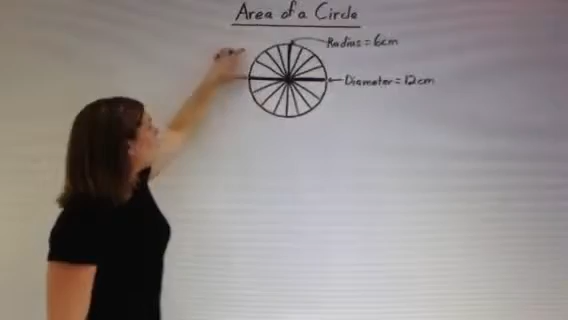 Area of a Circle
Radius = 6cm
Diameter = 12cm